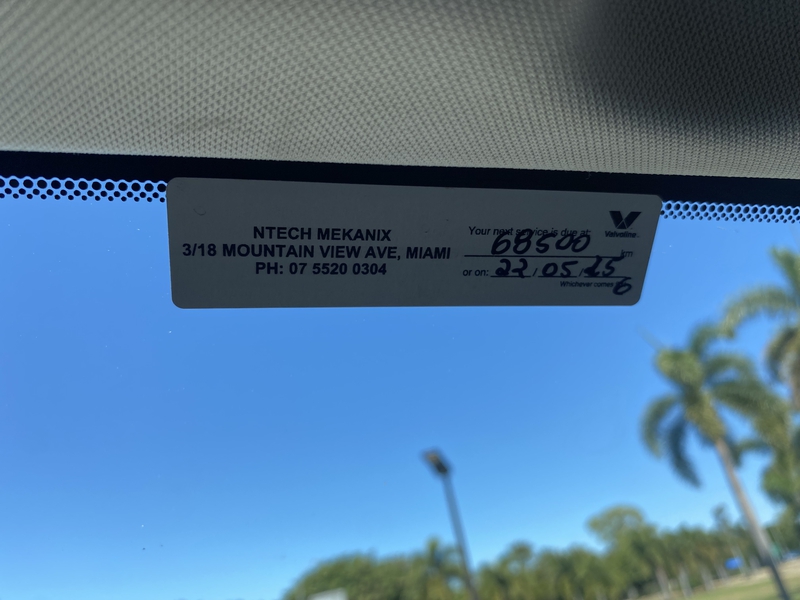 NTECH MEKANIX
3/18 MOUNTAIN VIEW AVE, MIAMI
PH: 07 5520 0304
Valvoline
Your next service is due at:
68500 km
or on: 22/05/25
6
Whichever comes